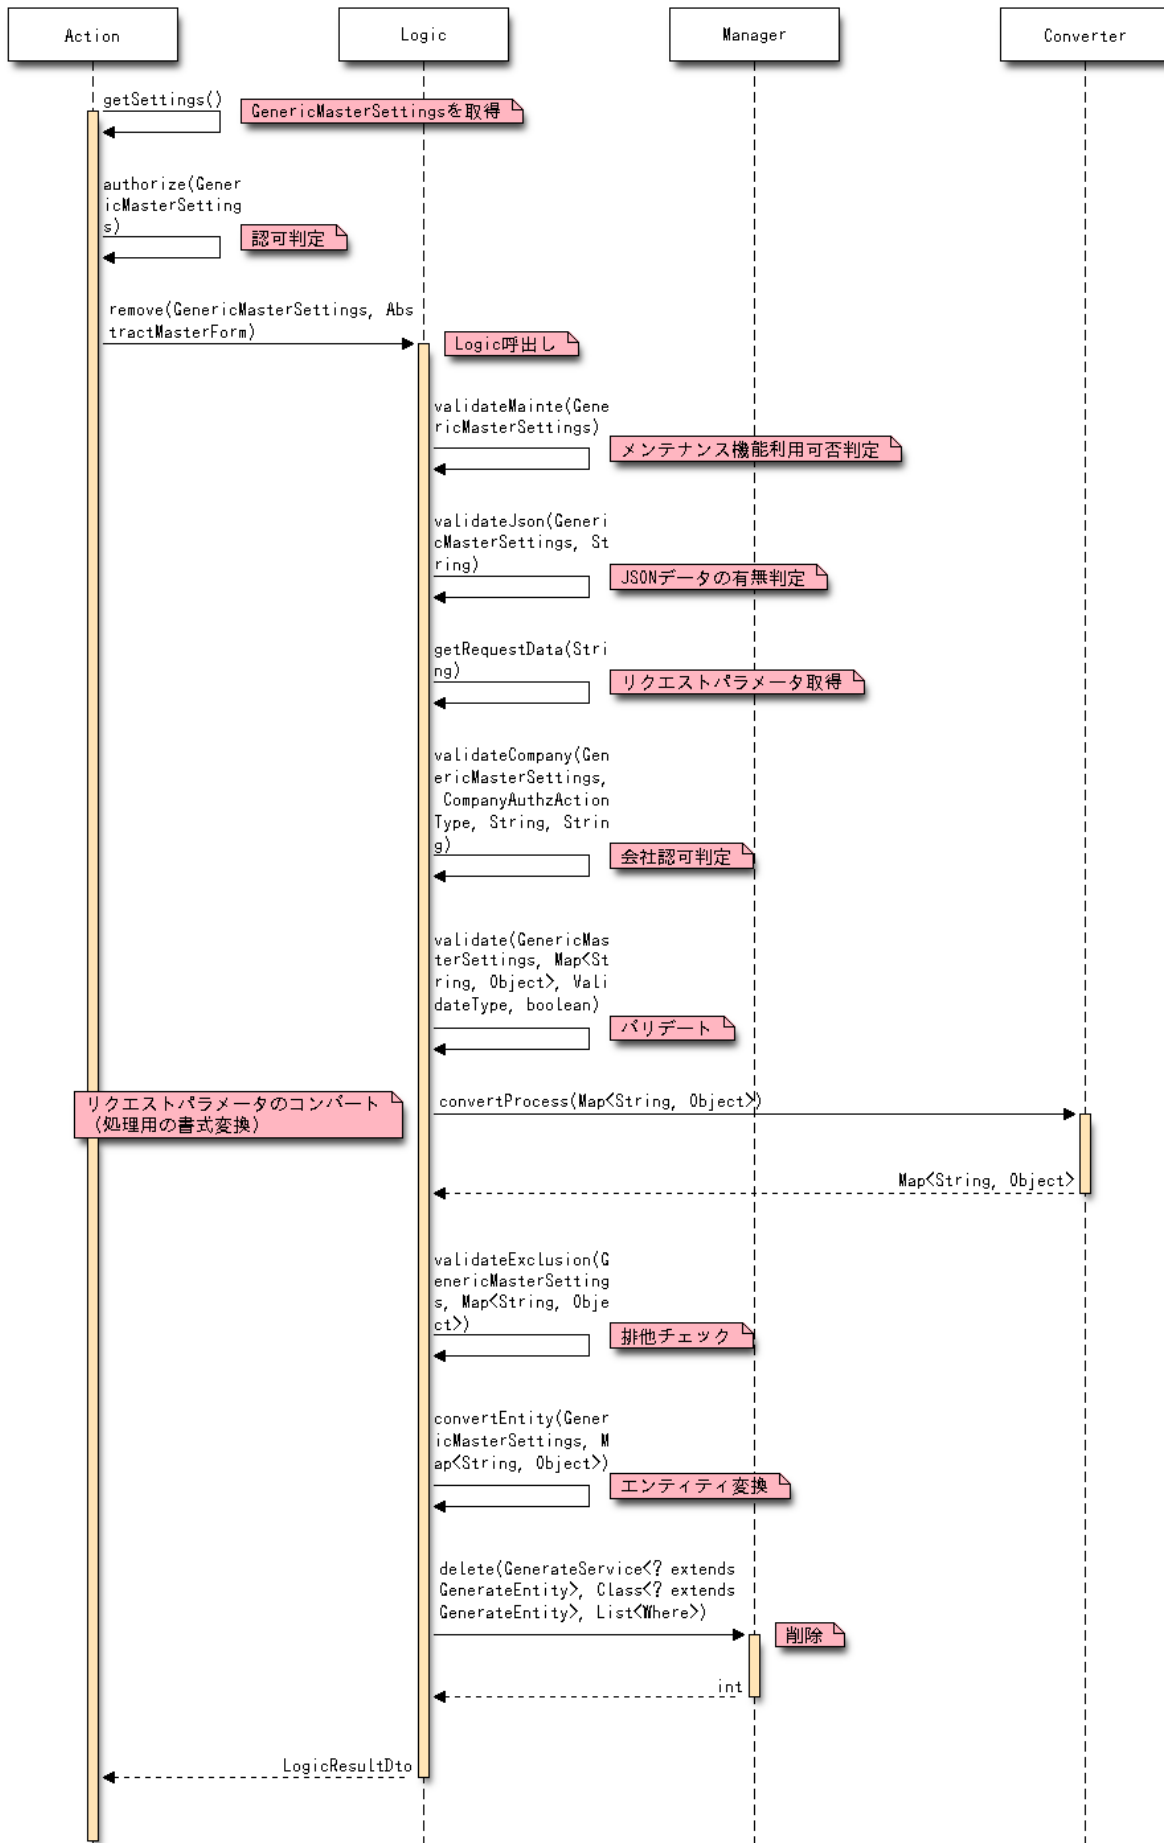 Action
Logic
Manager
Converter
getSettings()
GenericMasterSettingsを取得
authorize(Gener
icMasterSetting
s)
認可判定
remove(GenericMasterSettings, Abs
tractMasterForm)
Logic呼出し
validateMainte(Gene
ricMasterSettings)
メンテナンス機能利用可否判定
validateJson(Generi
cMasterSettings, St
ring)
JSONデータの有無判定
getRequestData(Stri
ng)
リクエストパラメータ取得
validateCompany(Gen
ericMasterSettings,
CompanyAuthzAction
Type, String, Strin
g)
会社認可判定
validate(GenericMas
terSettings, Map<St
ring, Object>, Vali
dateType, boolean)
バリデート
リクエストパラメータのコンバート
(処理用の書式変換)
convertProcess(Map<String, Object>)
Map<String, Object>
validateExclusion(G
enericMasterSetting
s, Map<String, Obje
ct>)
排他チェック
convertEntity(Gener
icMasterSettings, M
ap<String, Object>)
エンティティ変換
delete(GenerateService<? extends
GenerateEntity>, Class<? extends
GenerateEntity>, List<Where>)
削除
int
LogicResultDto